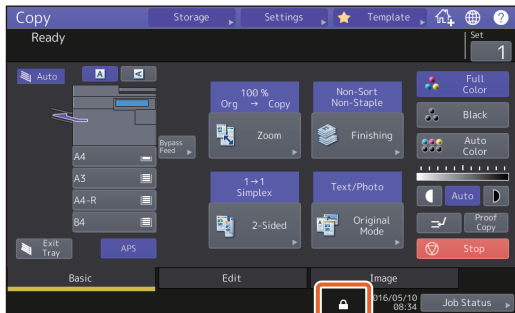 Copy Storage Settings Template ?
Ready
Set
1
Auto A A
100 %
Org → Copy
Non-Sort
Non-Staple
Full
Color
Zoom
Finishing
Black
Bypass
Feed
Auto
Color
A4
A3
1→1
Simplex
Text/Photo
A4-R
2-Sided
Original
Mode
Auto
B4
Proof
Copy
Exit
Tray
APS
Stop
Basic Edit Image
016/05/10
08:34
Job Status